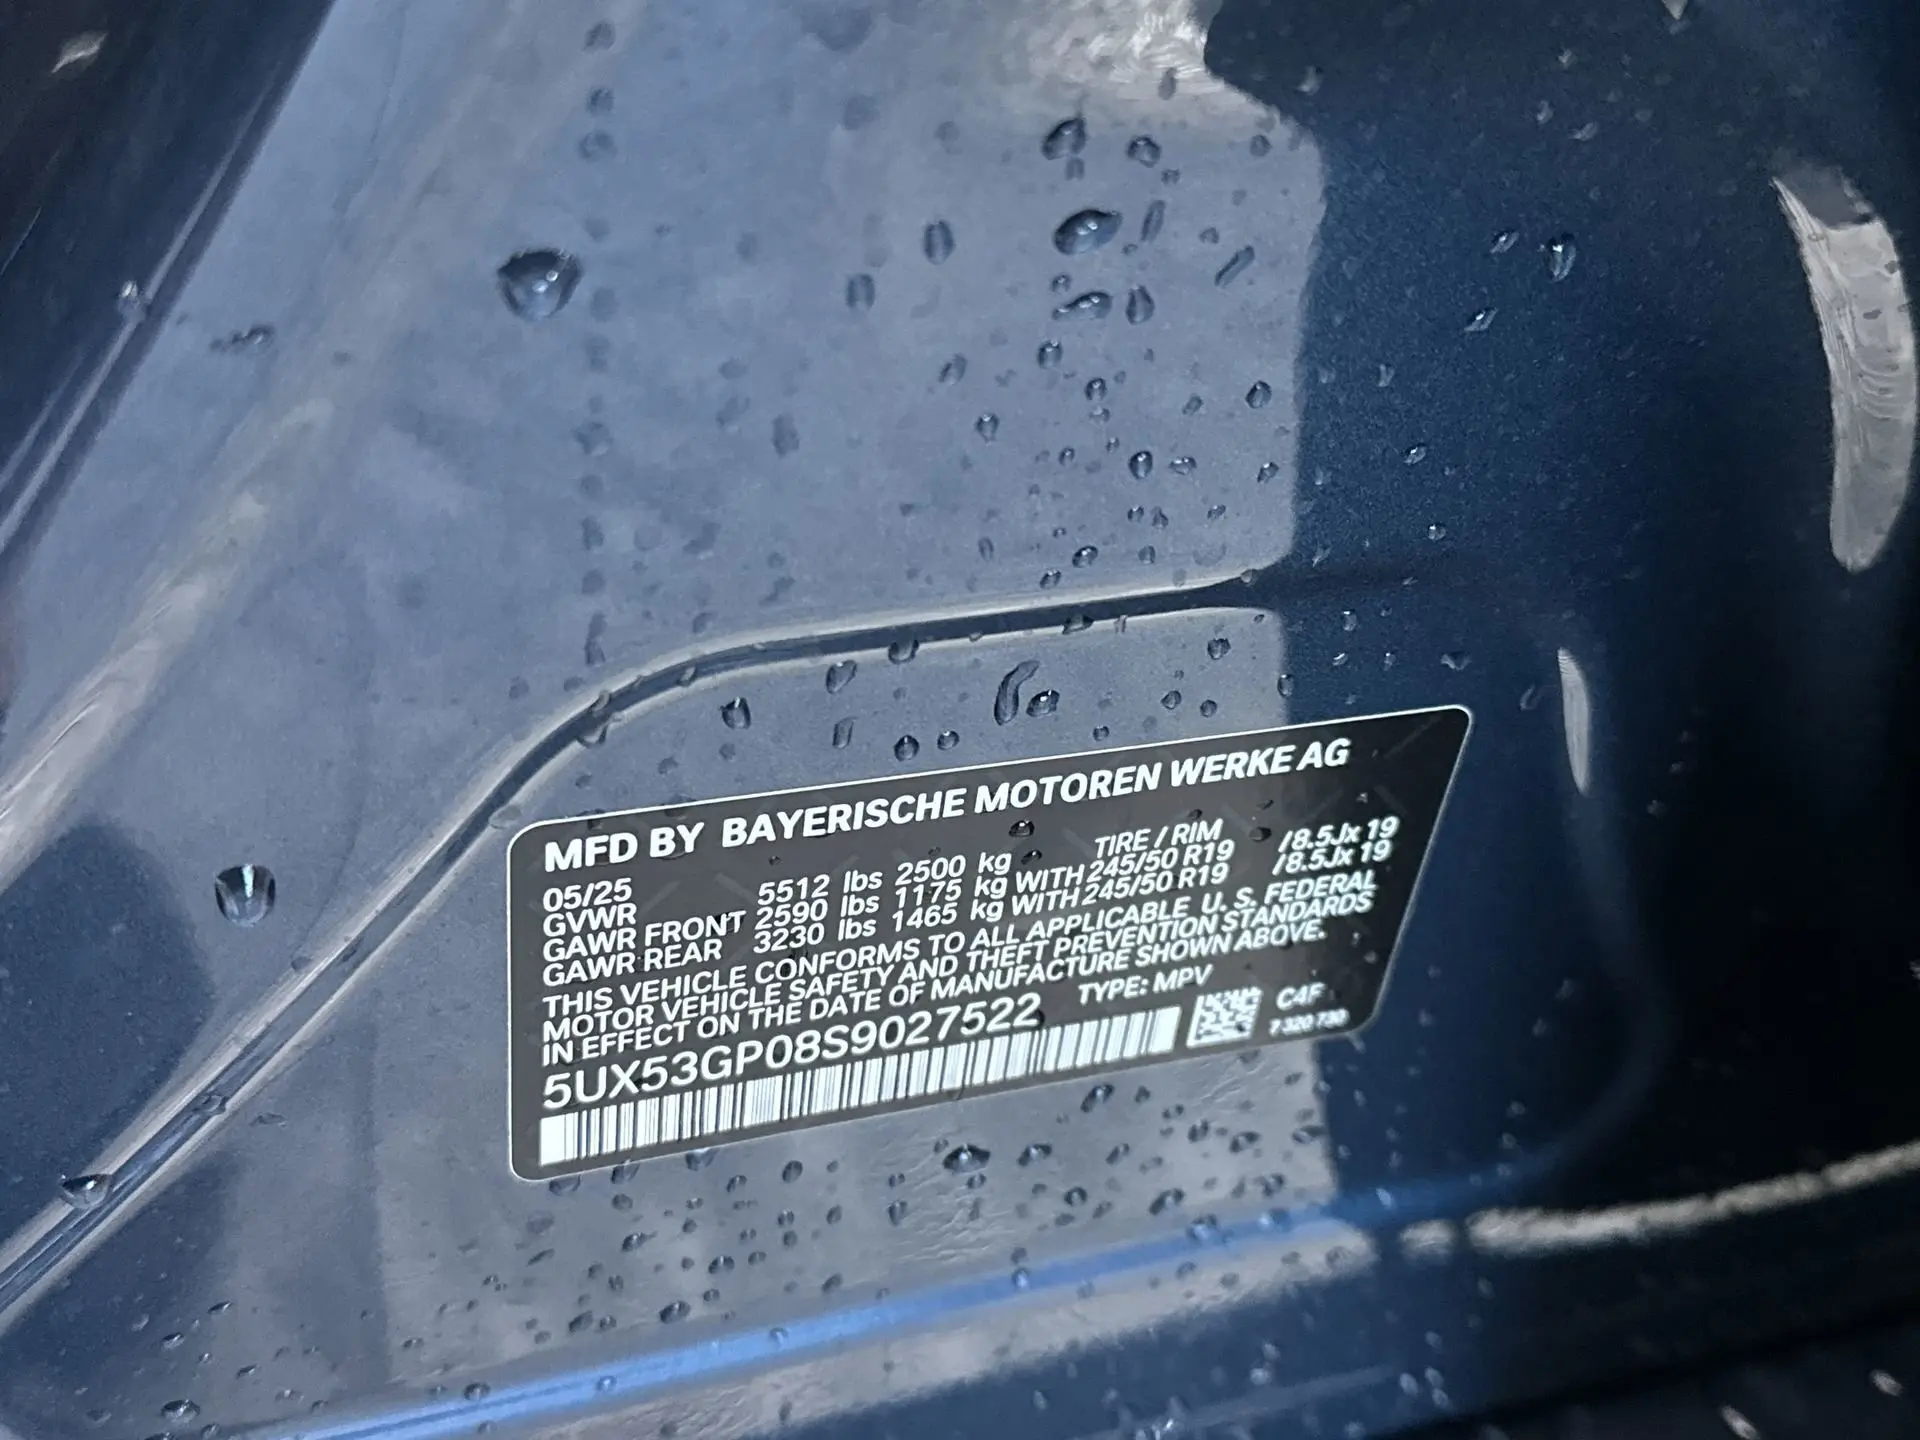 MFD BY BAYERISCHE MOTOREN WERKE AG
05/25 TIRE / RIM
GVWR 5512 lbs 2500 kg
GAWR FRONT 2590 lbs 1175 kg WITH 245/50 R19 /8.5Jx 19
GAWR REAR 3230 lbs 1465 kg WITH 245/50 R19 /8.5Jx 19
THIS VEHICLE CONFORMS TO ALL APPLICABLE U. S. FEDERAL
MOTOR VEHICLE SAFETY AND THEFT PREVENTION STANDARDS
IN EFFECT ON THE DATE OF MANUFACTURE SHOWN ABOVE.
5UX53GP08S9027522 TYPE: MPV
C4F
7 320 730